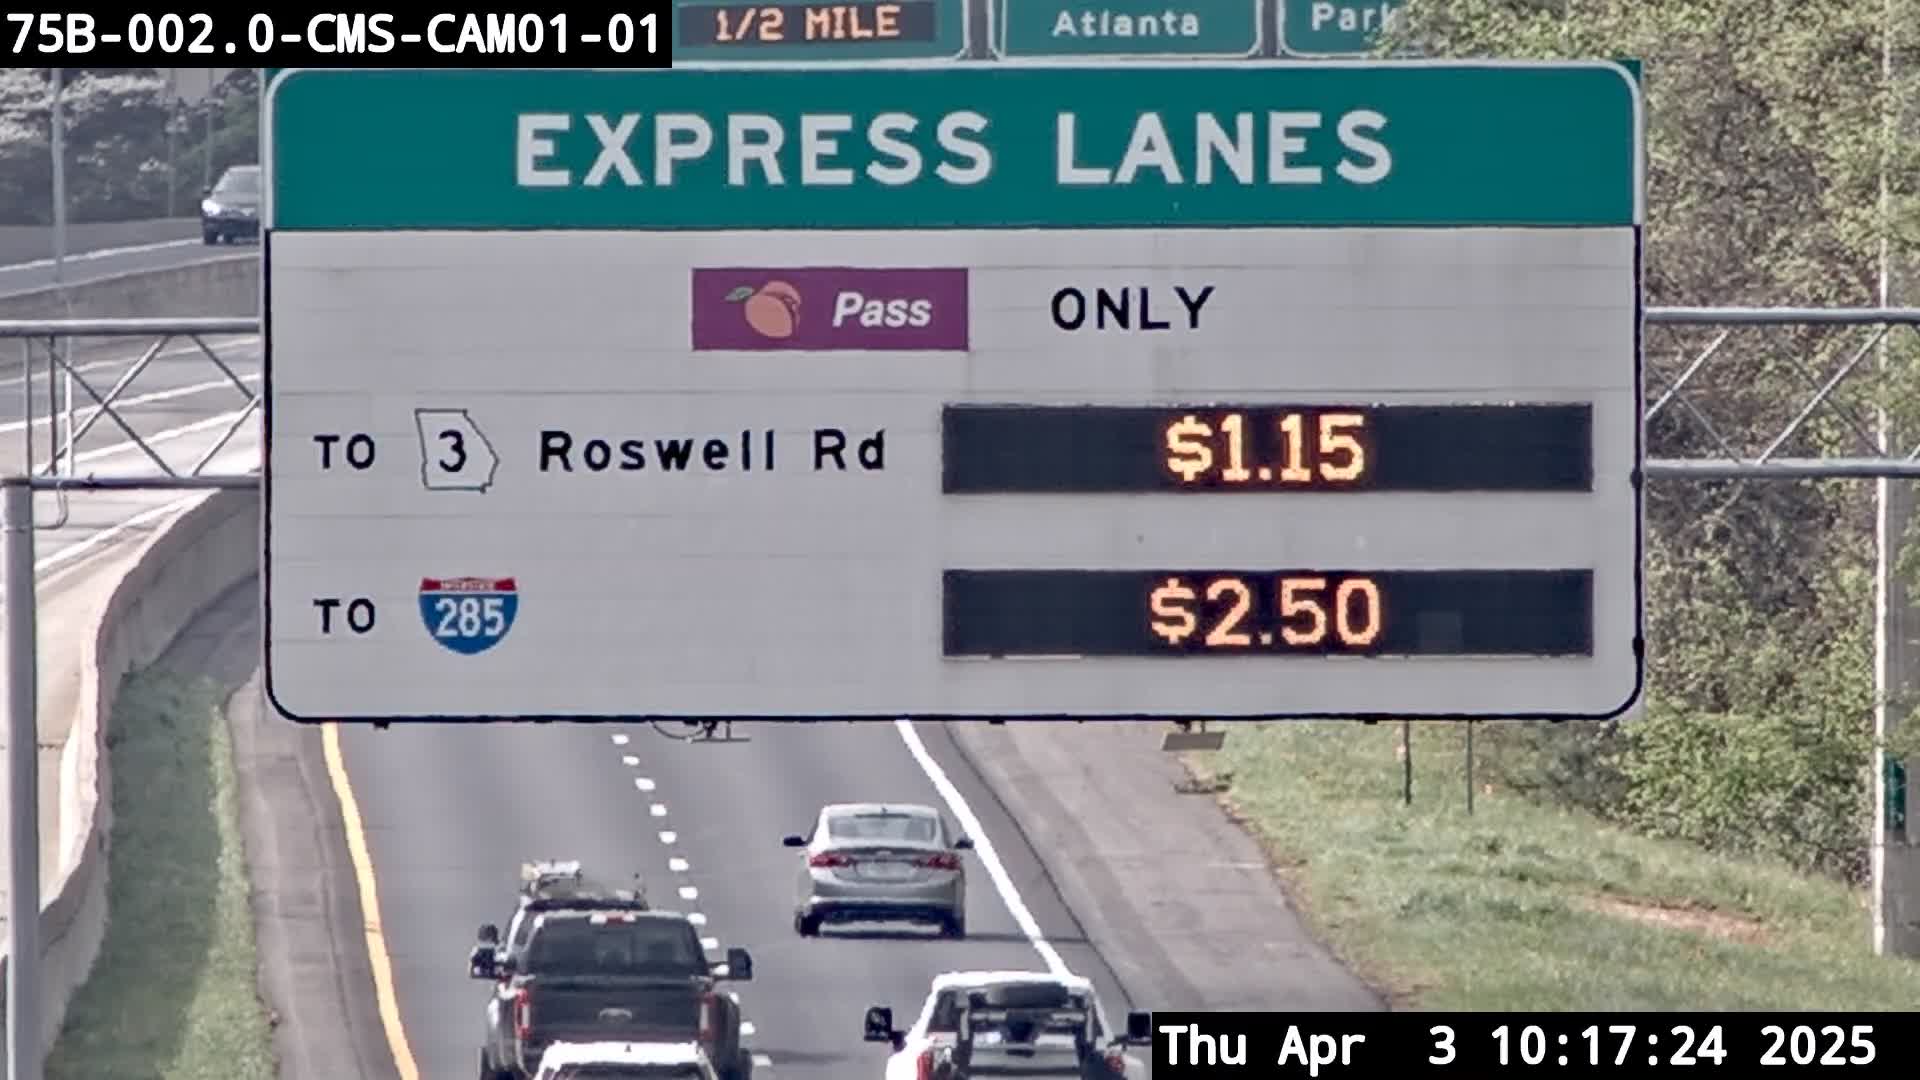 75B-002.0-CMS-CAM01-01
1/2 MILE
Atlanta
Park
EXPRESS LANES
Pass ONLY
TO 3 Roswell Rd $1.15
INTERSTATE
TO 285 $2.50
Thu Apr 3 10:17:24 2025